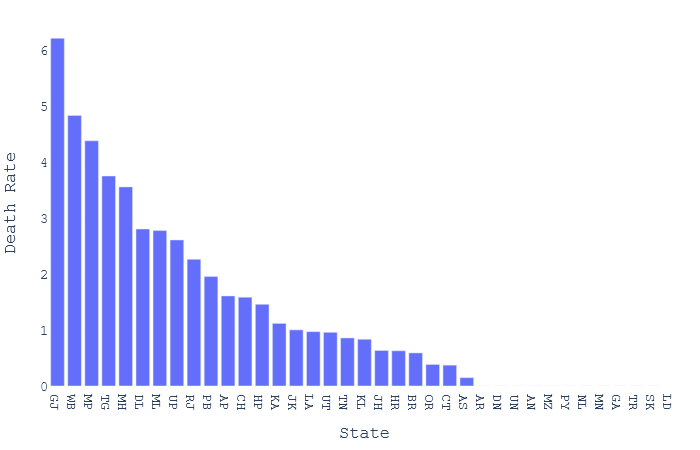 6
5
4
3
2
1
0
Death Rate
GJ WB MP TG MH DL ML UP RJ PB AP CH HP KA JK LA UT TN KL JH HR BR OR CT AS AR DN UN AN MZ PY NL MN GA TR SK LD
State